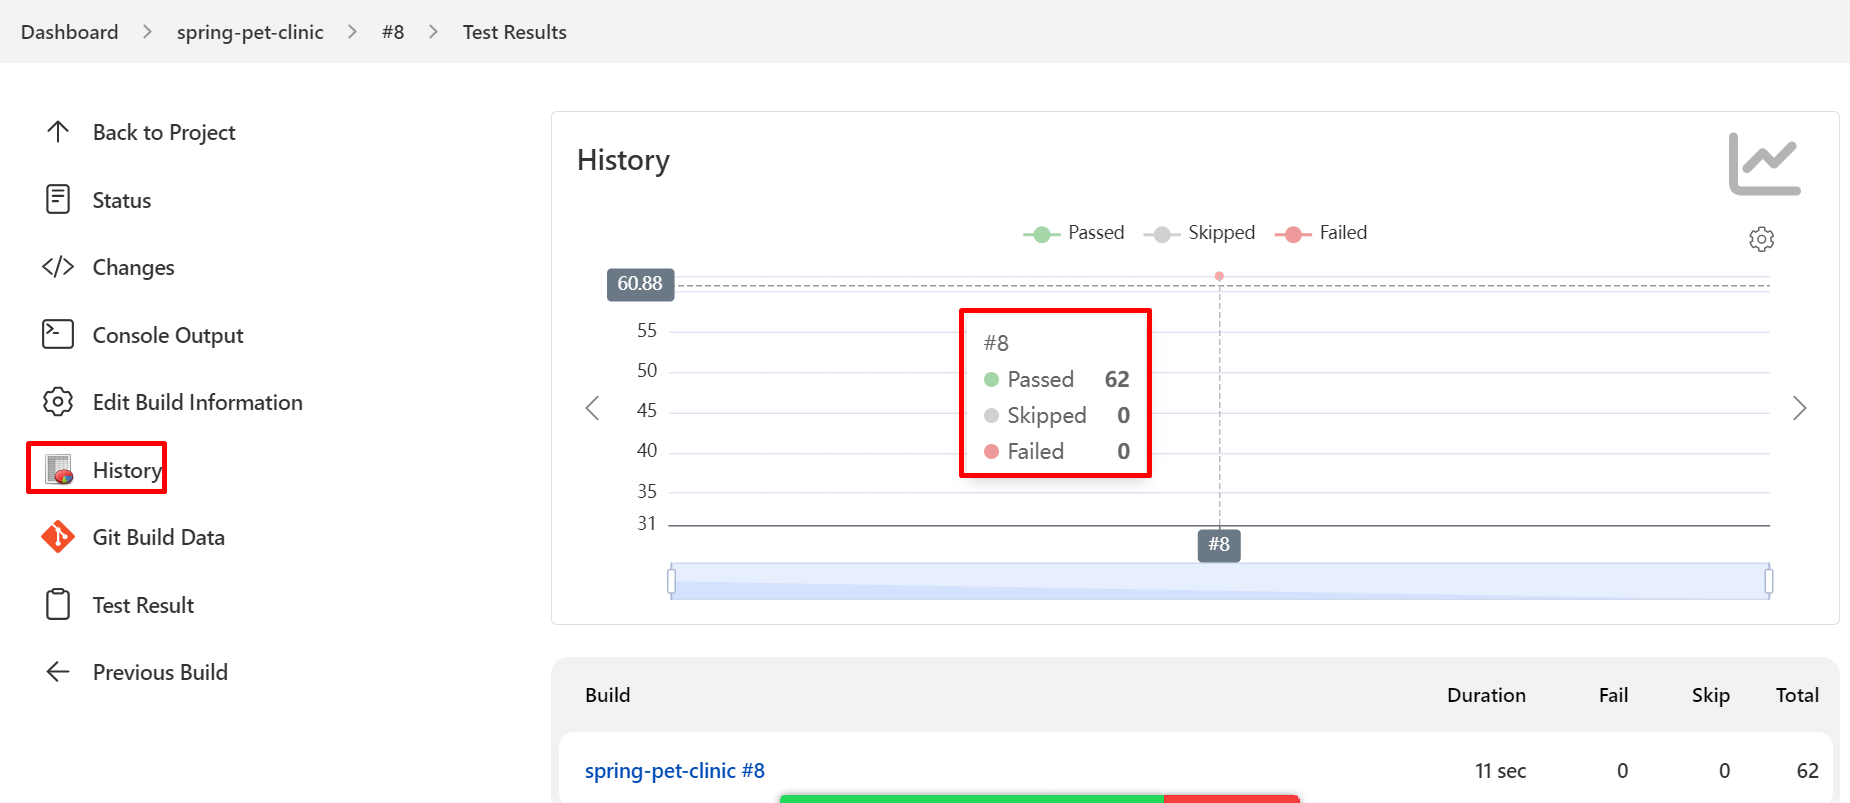 Dashboard > spring-pet-clinic > #8 > Test Results
Back to Project
Status
Changes
Console Output
Edit Build Information
History
Git Build Data
Test Result
Previous Build
History
Passed Skipped Failed
60.88
55
50
45
40
35
31
#8
Passed 62
Skipped 0
Failed 0
#8
Build Duration Fail Skip Total
spring-pet-clinic #8 11 sec 0 0 62